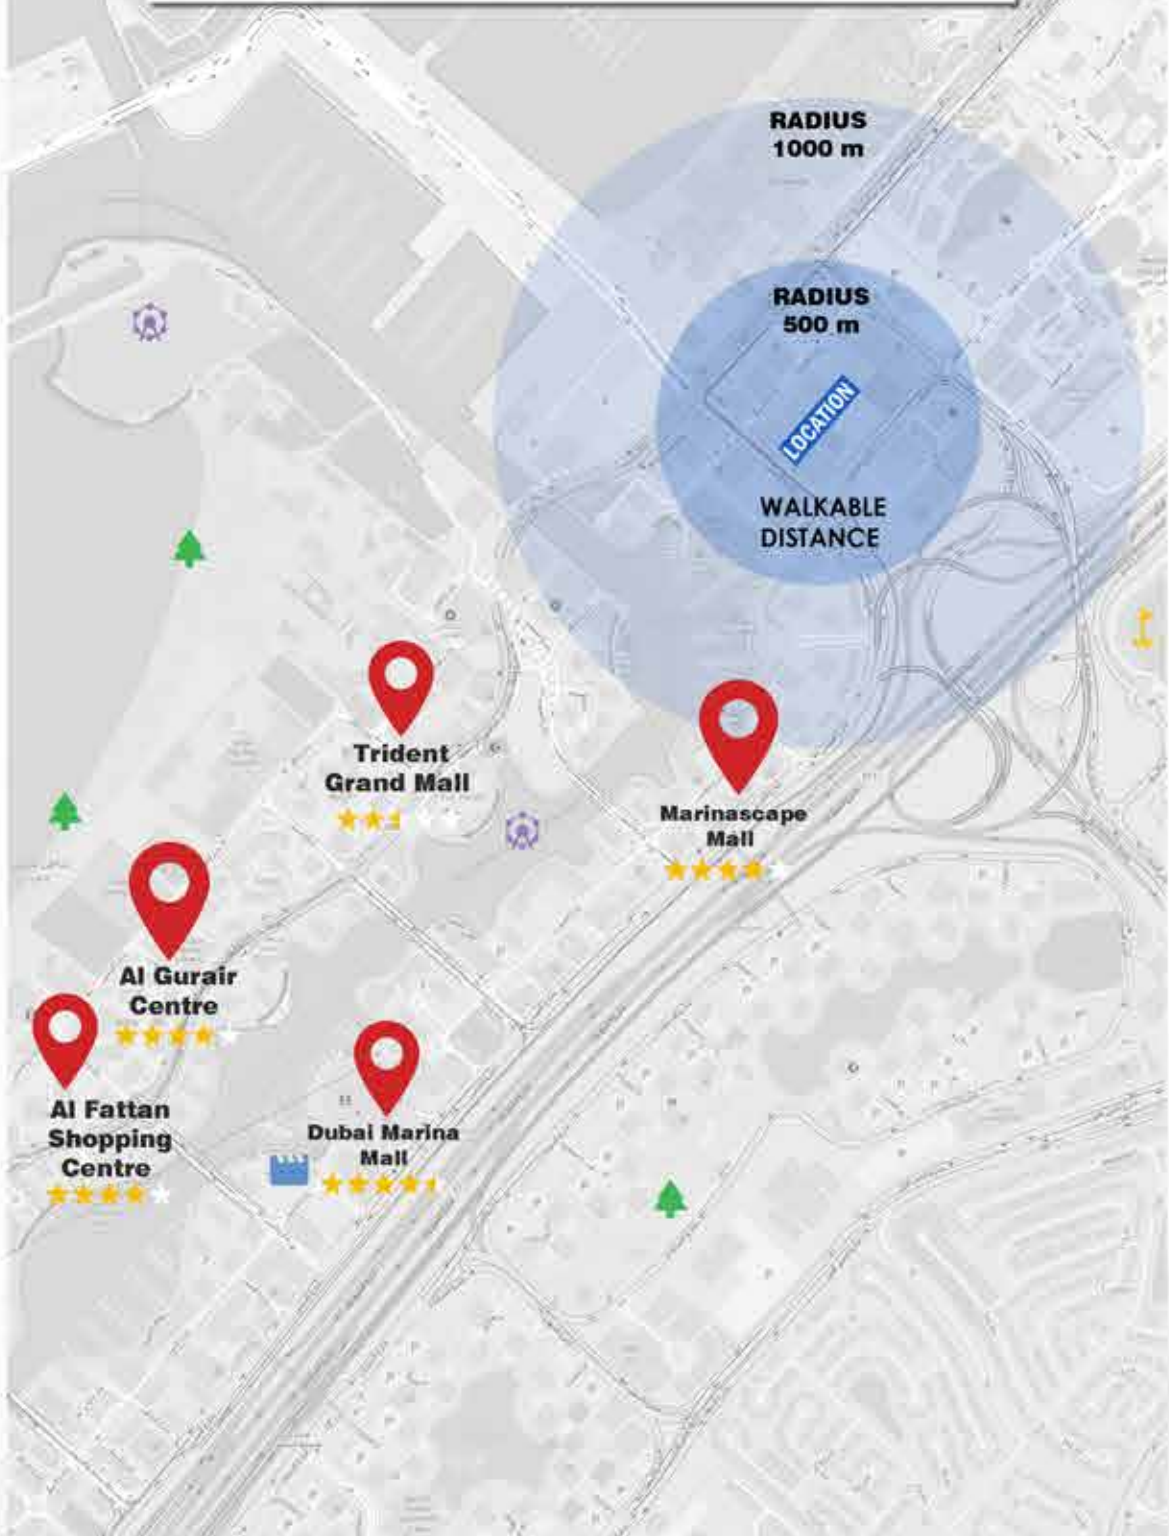 RADIUS
1000 m
RADIUS
500 m
LOCATION
WALKABLE
DISTANCE
Trident
Grand Mall
Marinascape
Mall
Al Gurair
Centre
Al Fattan
Shopping
Centre
Dubai Marina
Mall